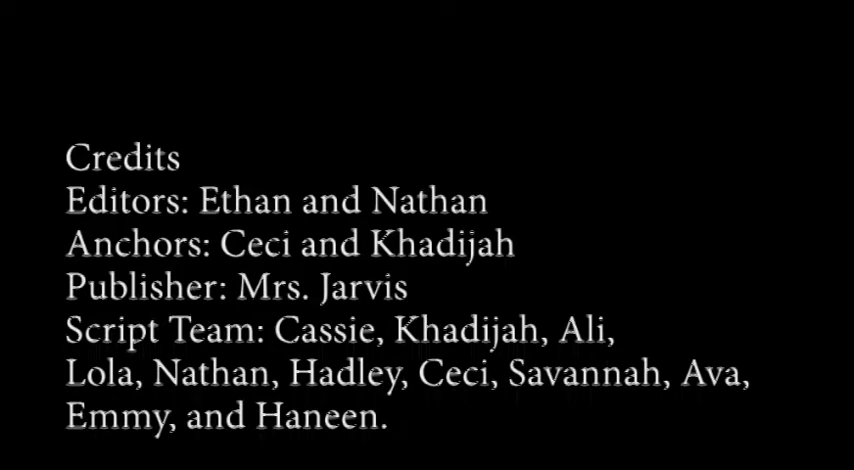 Credits
Editors: Ethan and Nathan
Anchors: Ceci and Khadijah
Publisher: Mrs. Jarvis
Script Team: Cassie, Khadijah, Ali,
Lola, Nathan, Hadley, Ceci, Savannah, Ava,
Emmy, and Haneen.